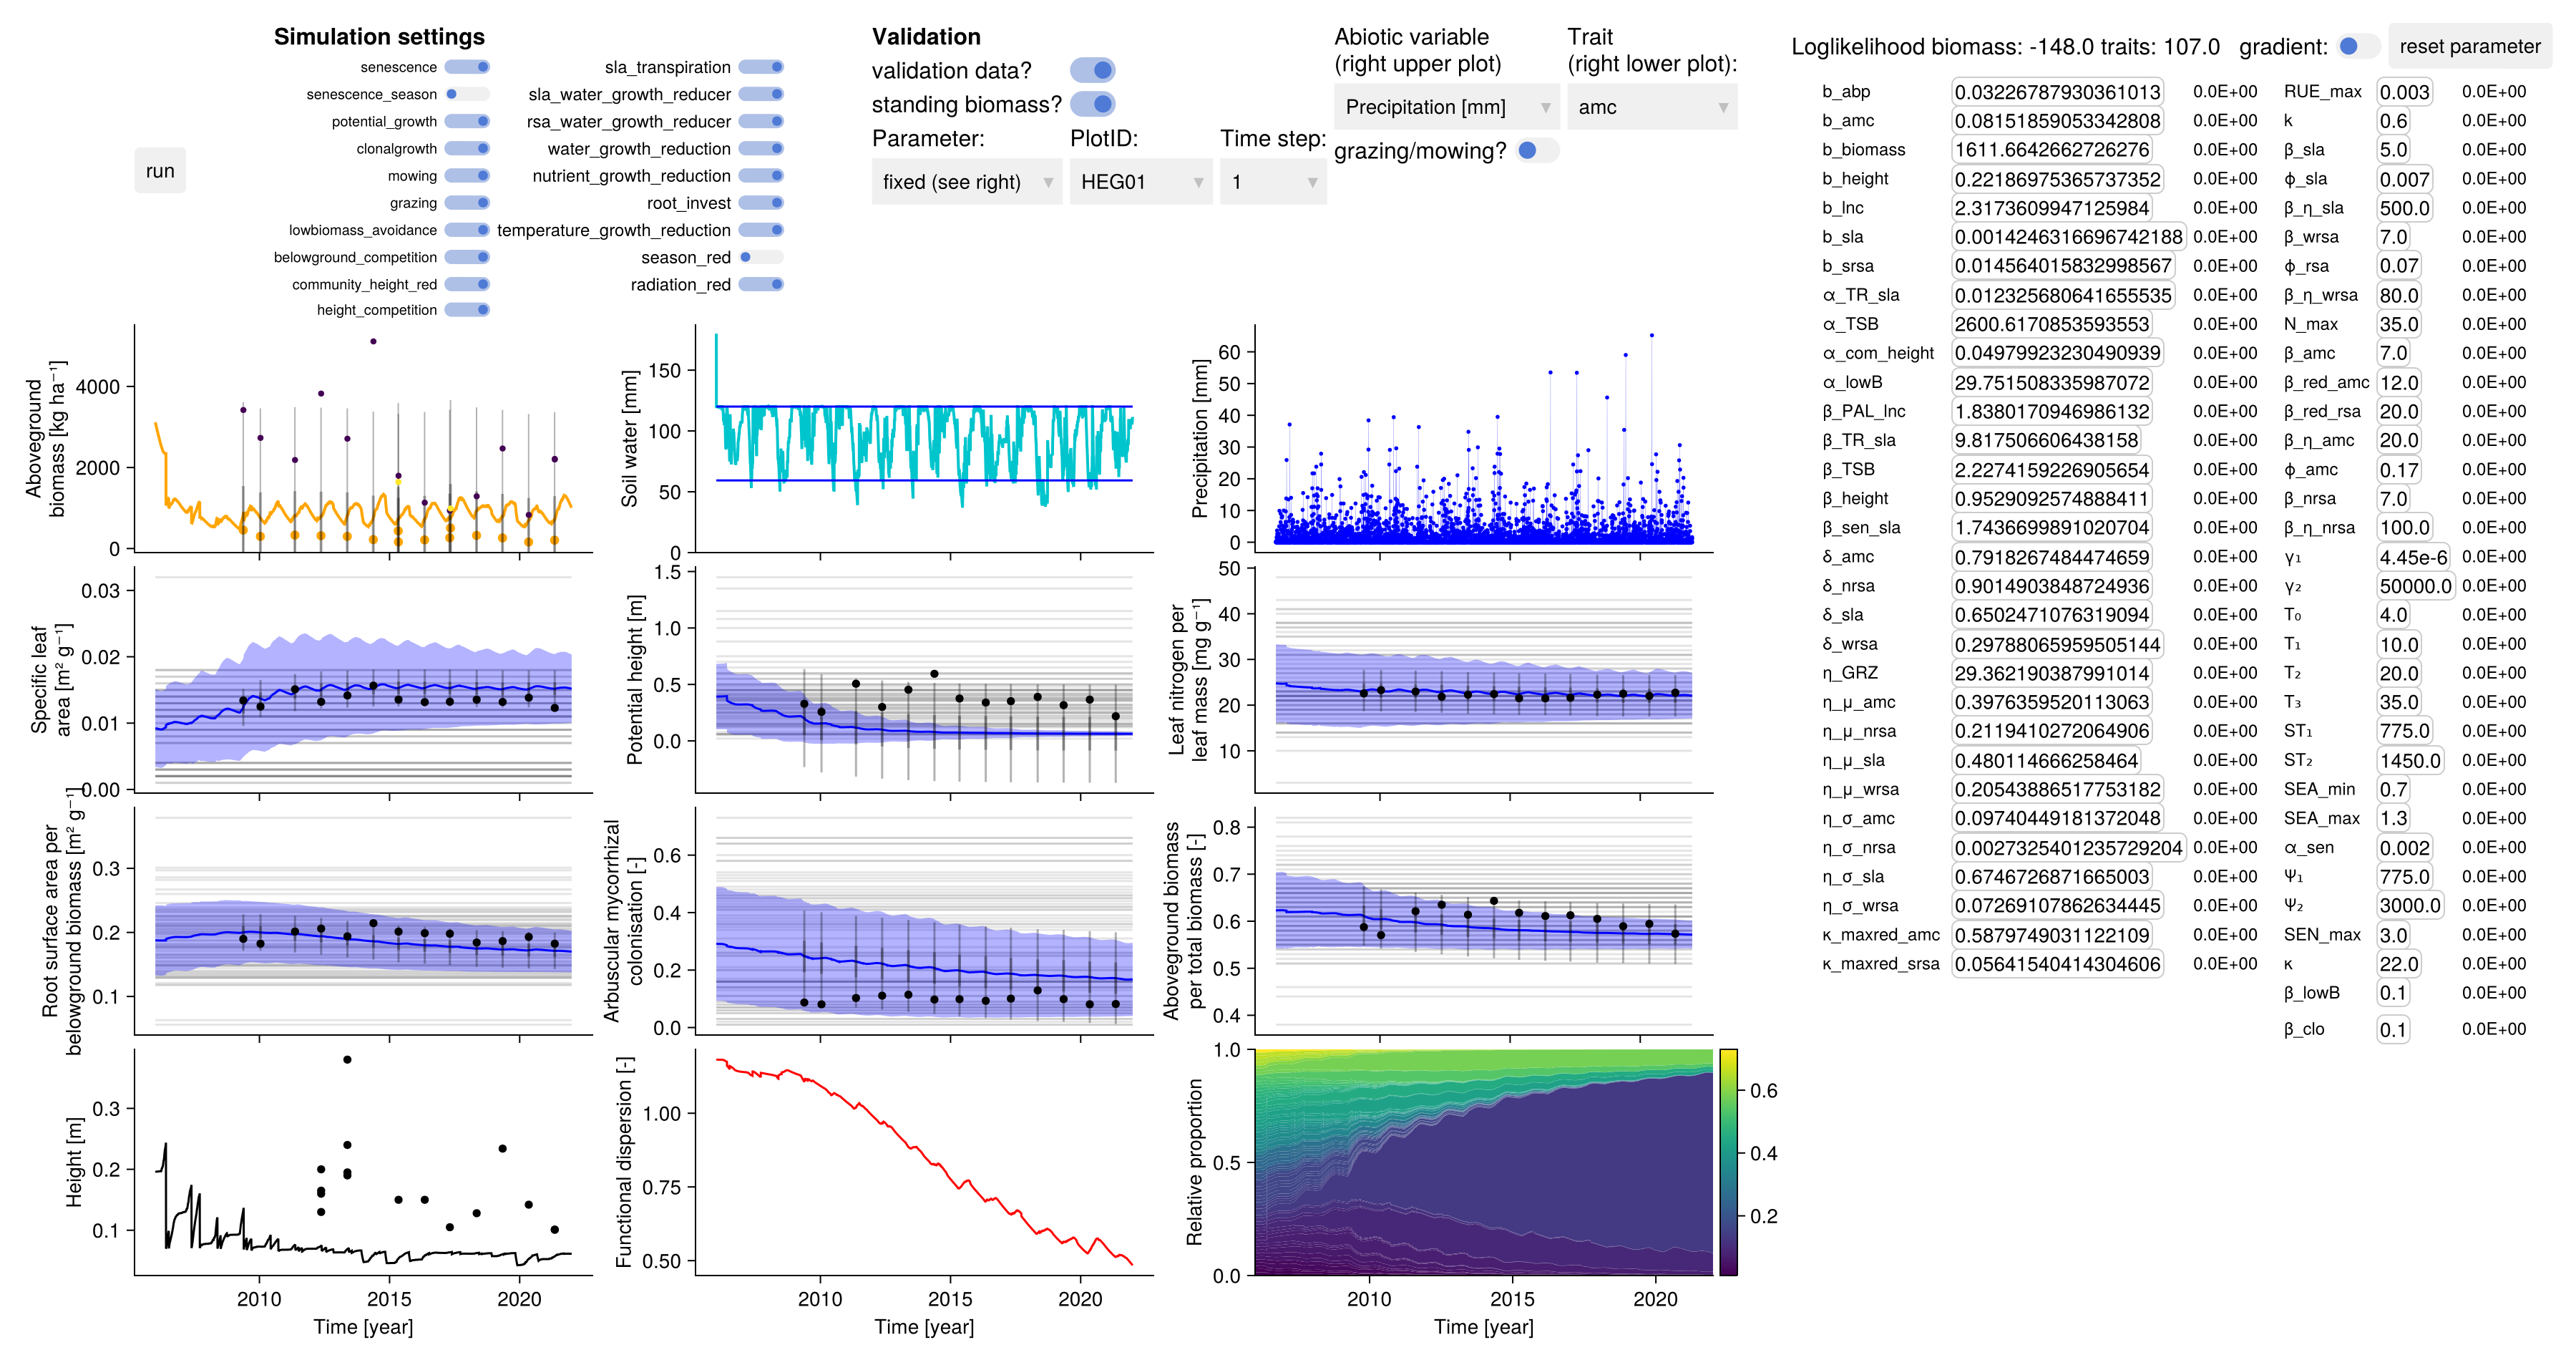 Simulation settings
senescence
senescence_season
potential_growth
clonalgrowth
mowing
grazing
lowbiomass_avoidance
belowground_competition
community_height_red
height_competition
run
sla_transpiration
sla_water_growth_reducer
rsa_water_growth_reducer
water_growth_reduction
nutrient_growth_reduction
root_invest
temperature_growth_reduction
season_red
radiation_red
Validation
validation data?
standing biomass?
Parameter:
fixed (see right)
PlotID:
HEG01
Time step:
1
Abiotic variable
(right upper plot)
Precipitation [mm]
grazing/mowing?
Trait
(right lower plot):
amc
Loglikelihood biomass: -148.0 traits: 107.0 gradient:
reset parameter
b_abp 0.03226787930361013 0.0E+00
b_amc 0.08151859053342808 0.0E+00
b_biomass 1611.6642662726276 0.0E+00
b_height 0.22186975365737352 0.0E+00
b_lnc 2.3173609947125984 0.0E+00
b_sla 0.0014246316696742188 0.0E+00
b_srsa 0.014564015832998567 0.0E+00
α_TR_sla 0.012325680641655535 0.0E+00
α_TSB 2600.6170853593553 0.0E+00
α_com_height 0.04979923230490939 0.0E+00
α_lowB 29.751508335987072 0.0E+00
β_PAL_lnc 1.8380170946986132 0.0E+00
β_TR_sla 9.817506606438158 0.0E+00
β_TSB 2.2274159226905654 0.0E+00
β_height 0.9529092574888411 0.0E+00
β_sen_sla 1.7436699891020704 0.0E+00
δ_amc 0.7918267484474659 0.0E+00
δ_nrsa 0.9014903848724936 0.0E+00
δ_sla 0.6502471076319094 0.0E+00
δ_wrsa 0.29788065959505144 0.0E+00
η_GRZ 29.362190387991014 0.0E+00
η_μ_amc 0.3976359520113063 0.0E+00
η_μ_nrsa 0.2119410272064906 0.0E+00
η_μ_sla 0.480114666258464 0.0E+00
η_μ_wrsa 0.20543886517753182 0.0E+00
η_σ_amc 0.09740449181372048 0.0E+00
η_σ_nrsa 0.0027325401235729204 0.0E+00
η_σ_sla 0.6746726871665003 0.0E+00
η_σ_wrsa 0.07269107862634445 0.0E+00
κ_maxred_amc 0.5879749031122109 0.0E+00
κ_maxred_srsa 0.05641540414304606 0.0E+00
RUE_max 0.003 0.0E+00
k 0.6 0.0E+00
β_sla 5.0 0.0E+00
ϕ_sla 0.007 0.0E+00
β_η_sla 500.0 0.0E+00
β_wrsa 7.0 0.0E+00
ϕ_rsa 0.07 0.0E+00
β_η_wrsa 80.0 0.0E+00
N_max 35.0 0.0E+00
β_amc 7.0 0.0E+00
β_red_amc 12.0 0.0E+00
β_red_rsa 20.0 0.0E+00
β_η_amc 20.0 0.0E+00
ϕ_amc 0.17 0.0E+00
β_nrsa 7.0 0.0E+00
β_η_nrsa 100.0 0.0E+00
γ₁ 4.45e-6 0.0E+00
γ₂ 50000.0 0.0E+00
T₀ 4.0 0.0E+00
T₁ 10.0 0.0E+00
T₂ 20.0 0.0E+00
T₃ 35.0 0.0E+00
ST₁ 775.0 0.0E+00
ST₂ 1450.0 0.0E+00
SEA_min 0.7 0.0E+00
SEA_max 1.3 0.0E+00
α_sen 0.002 0.0E+00
Ψ₁ 775.0 0.0E+00
Ψ₂ 3000.0 0.0E+00
SEN_max 3.0 0.0E+00
κ 22.0 0.0E+00
β_lowB 0.1 0.0E+00
β_clo 0.1 0.0E+00
Aboveground
biomass [kg ha⁻¹]
4000
2000
0
Soil water [mm]
150
100
50
0
Precipitation [mm]
60
50
40
30
20
10
0
Specific leaf
area [m² g⁻¹]
0.03
0.02
0.01
0.00
Potential height [m]
1.5
1.0
0.5
0.0
Leaf nitrogen per
leaf mass [mg g⁻¹]
50
40
30
20
10
Root surface area per
belowground biomass [m² g⁻¹]
0.3
0.2
0.1
Arbuscular mycorrhizal
colonisation [-]
0.6
0.4
0.2
0.0
Aboveground biomass
per total biomass [-]
0.8
0.7
0.6
0.5
0.4
Height [m]
0.3
0.2
0.1
2010 2015 2020
Time [year]
Functional dispersion [-]
1.00
0.75
0.50
2010 2015 2020
Time [year]
Relative proportion
1.0
0.5
0.0
2010 2015 2020
Time [year]
0.6
0.4
0.2